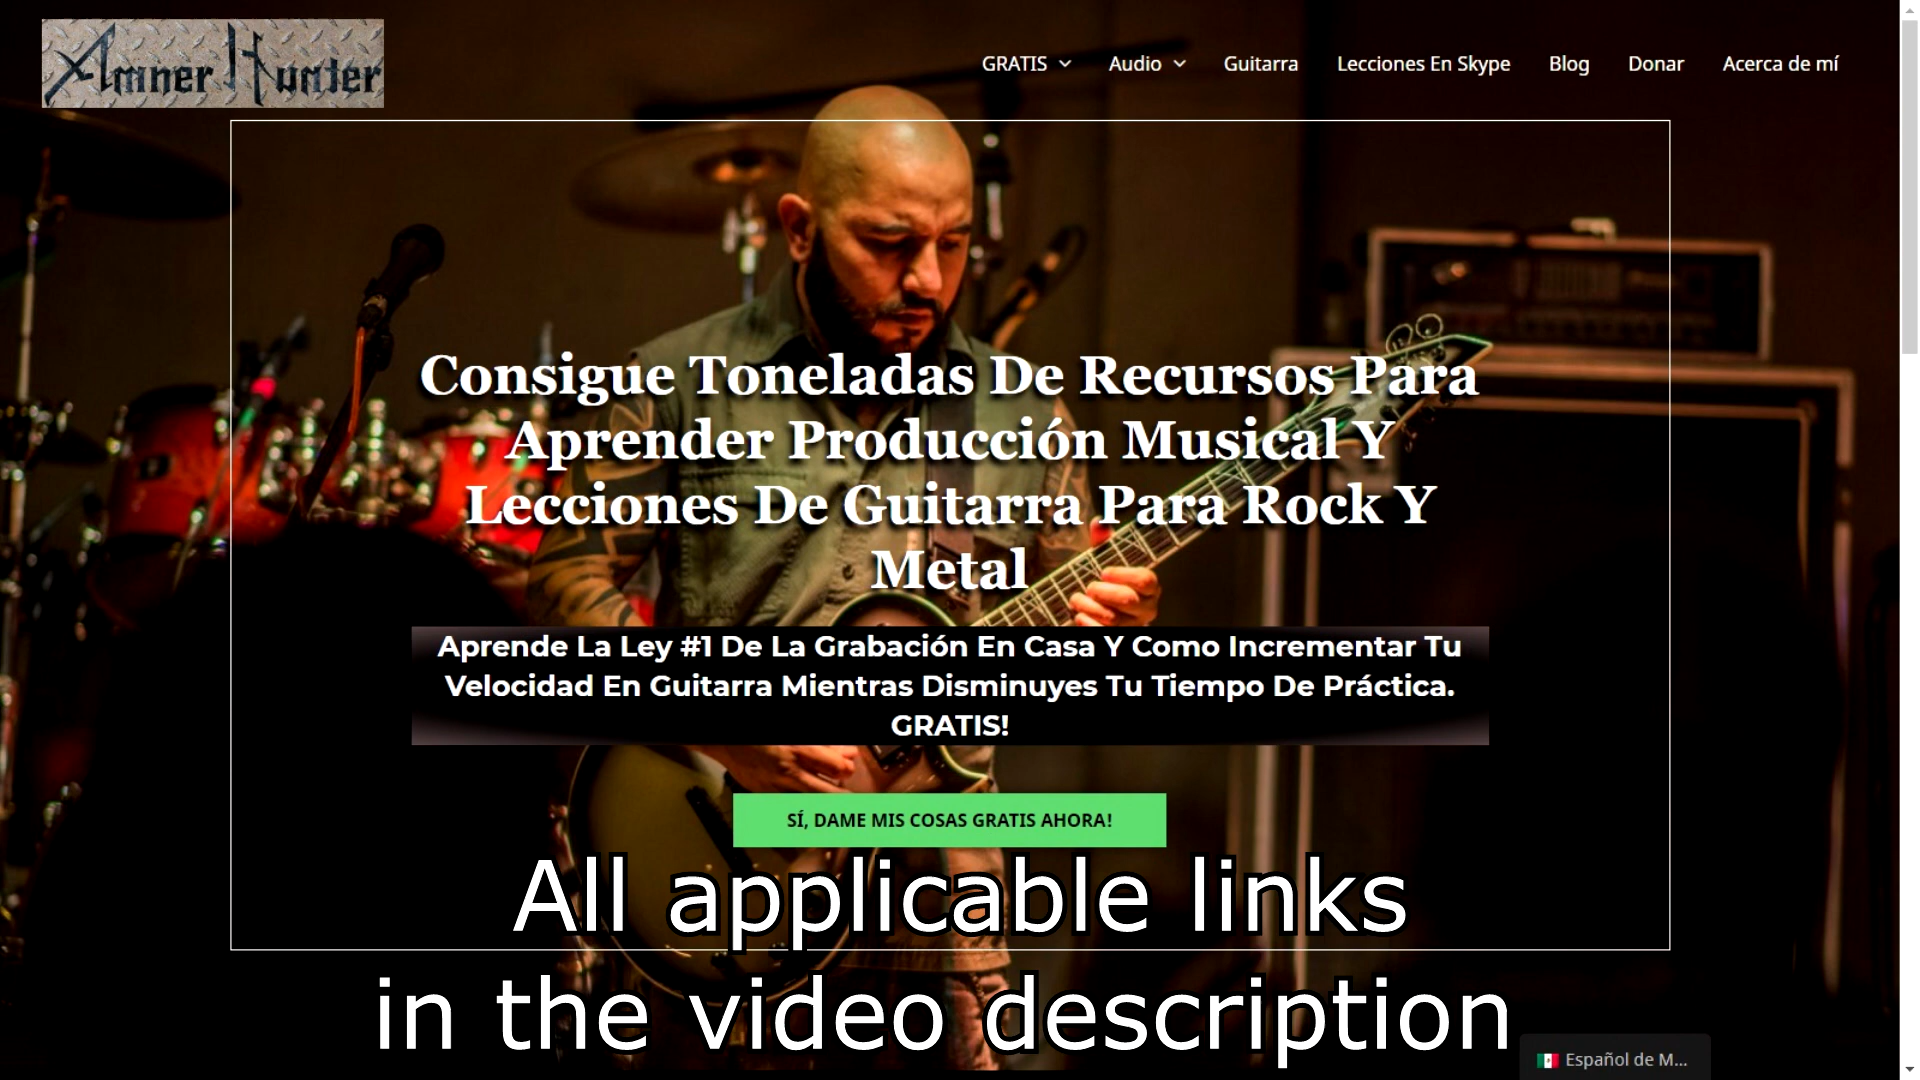 Amner Hunter
GRATIS
Audio
Guitarra
Lecciones En Skype
Blog
Donar
Acerca de mí
Consigue Toneladas De Recursos Para
Aprender Producción Musical Y
Lecciones De Guitarra Para Rock Y
Metal
Aprende La Ley #1 De La Grabación En Casa Y Como Incrementar Tu
Velocidad En Guitarra Mientras Disminuyes Tu Tiempo De Práctica.
GRATIS!
SÍ, DAME MIS COSAS GRATIS AHORA!
All applicable links
in the video description
Español de M...